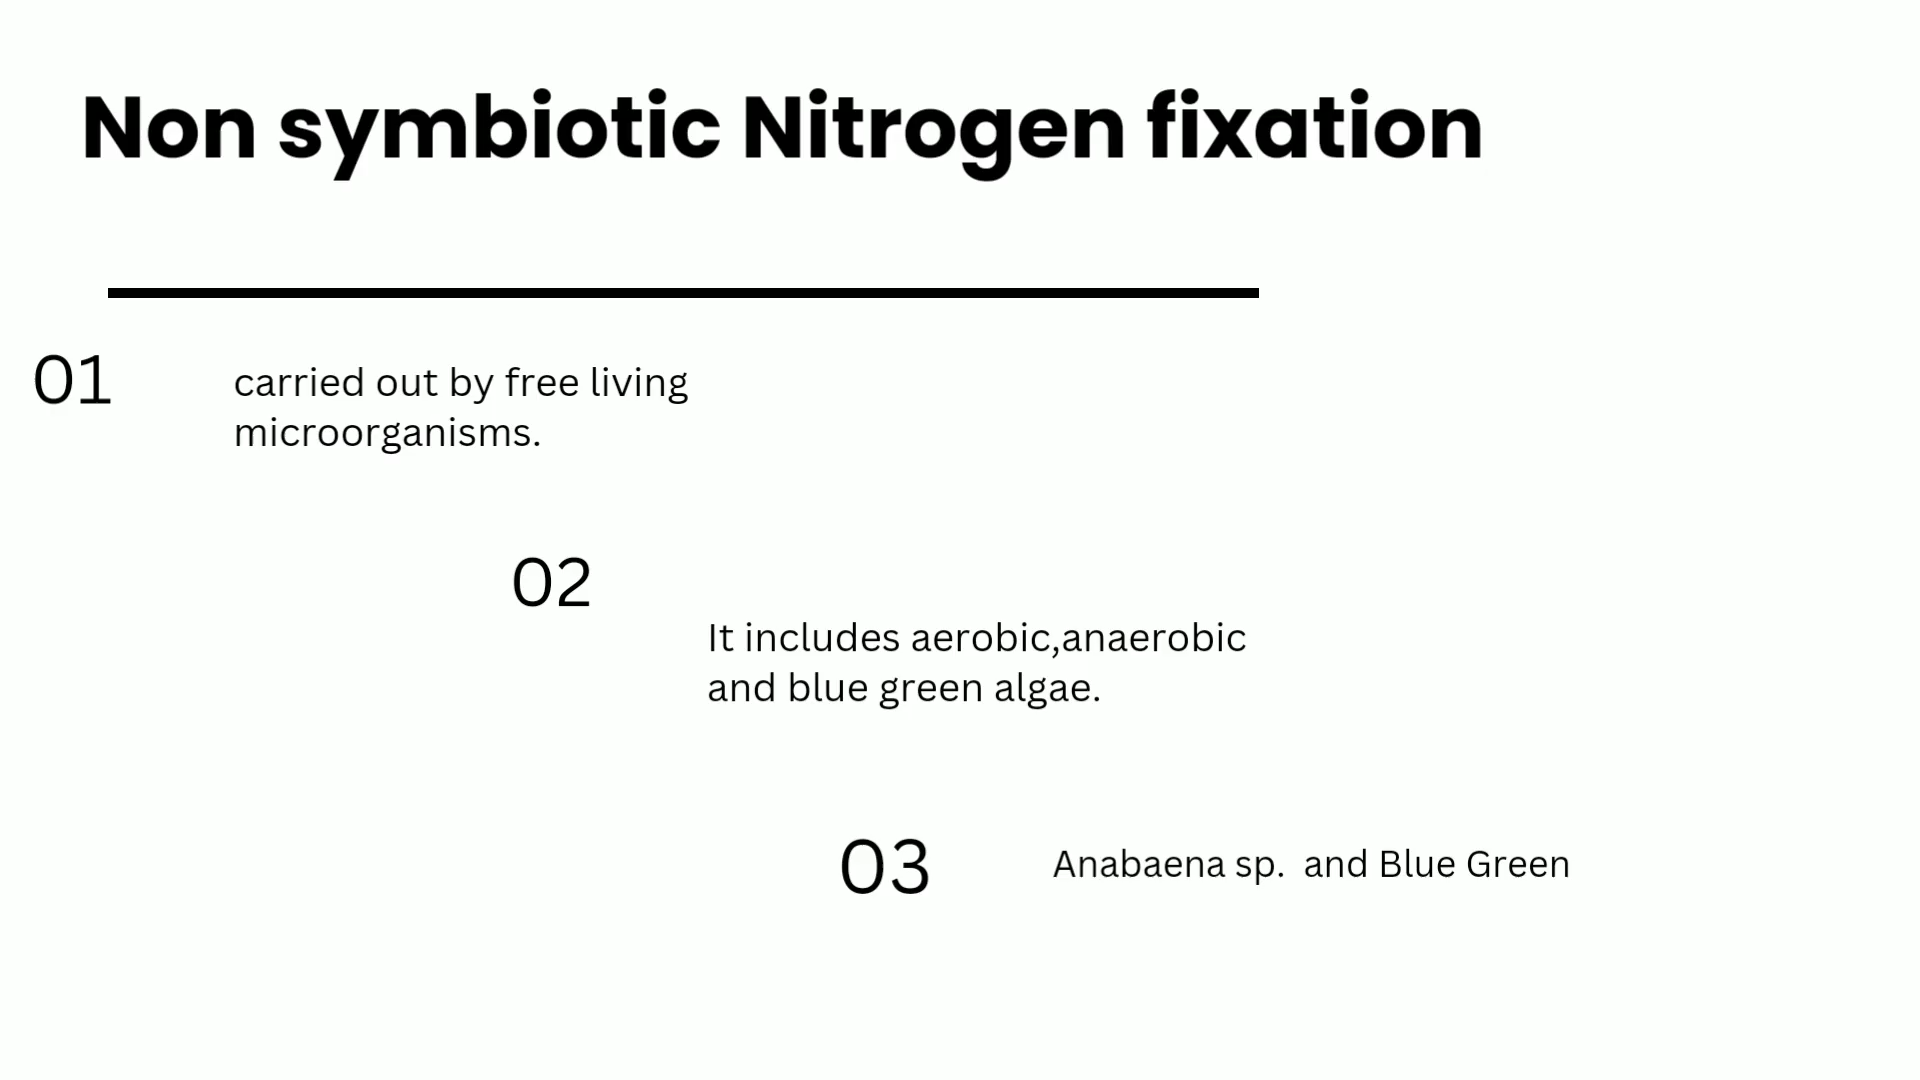 Non symbiotic Nitrogen fixation
01
carried out by free living
microorganisms.
02
It includes aerobic,anaerobic
and blue green algae.
03
Anabaena sp.  and Blue Green